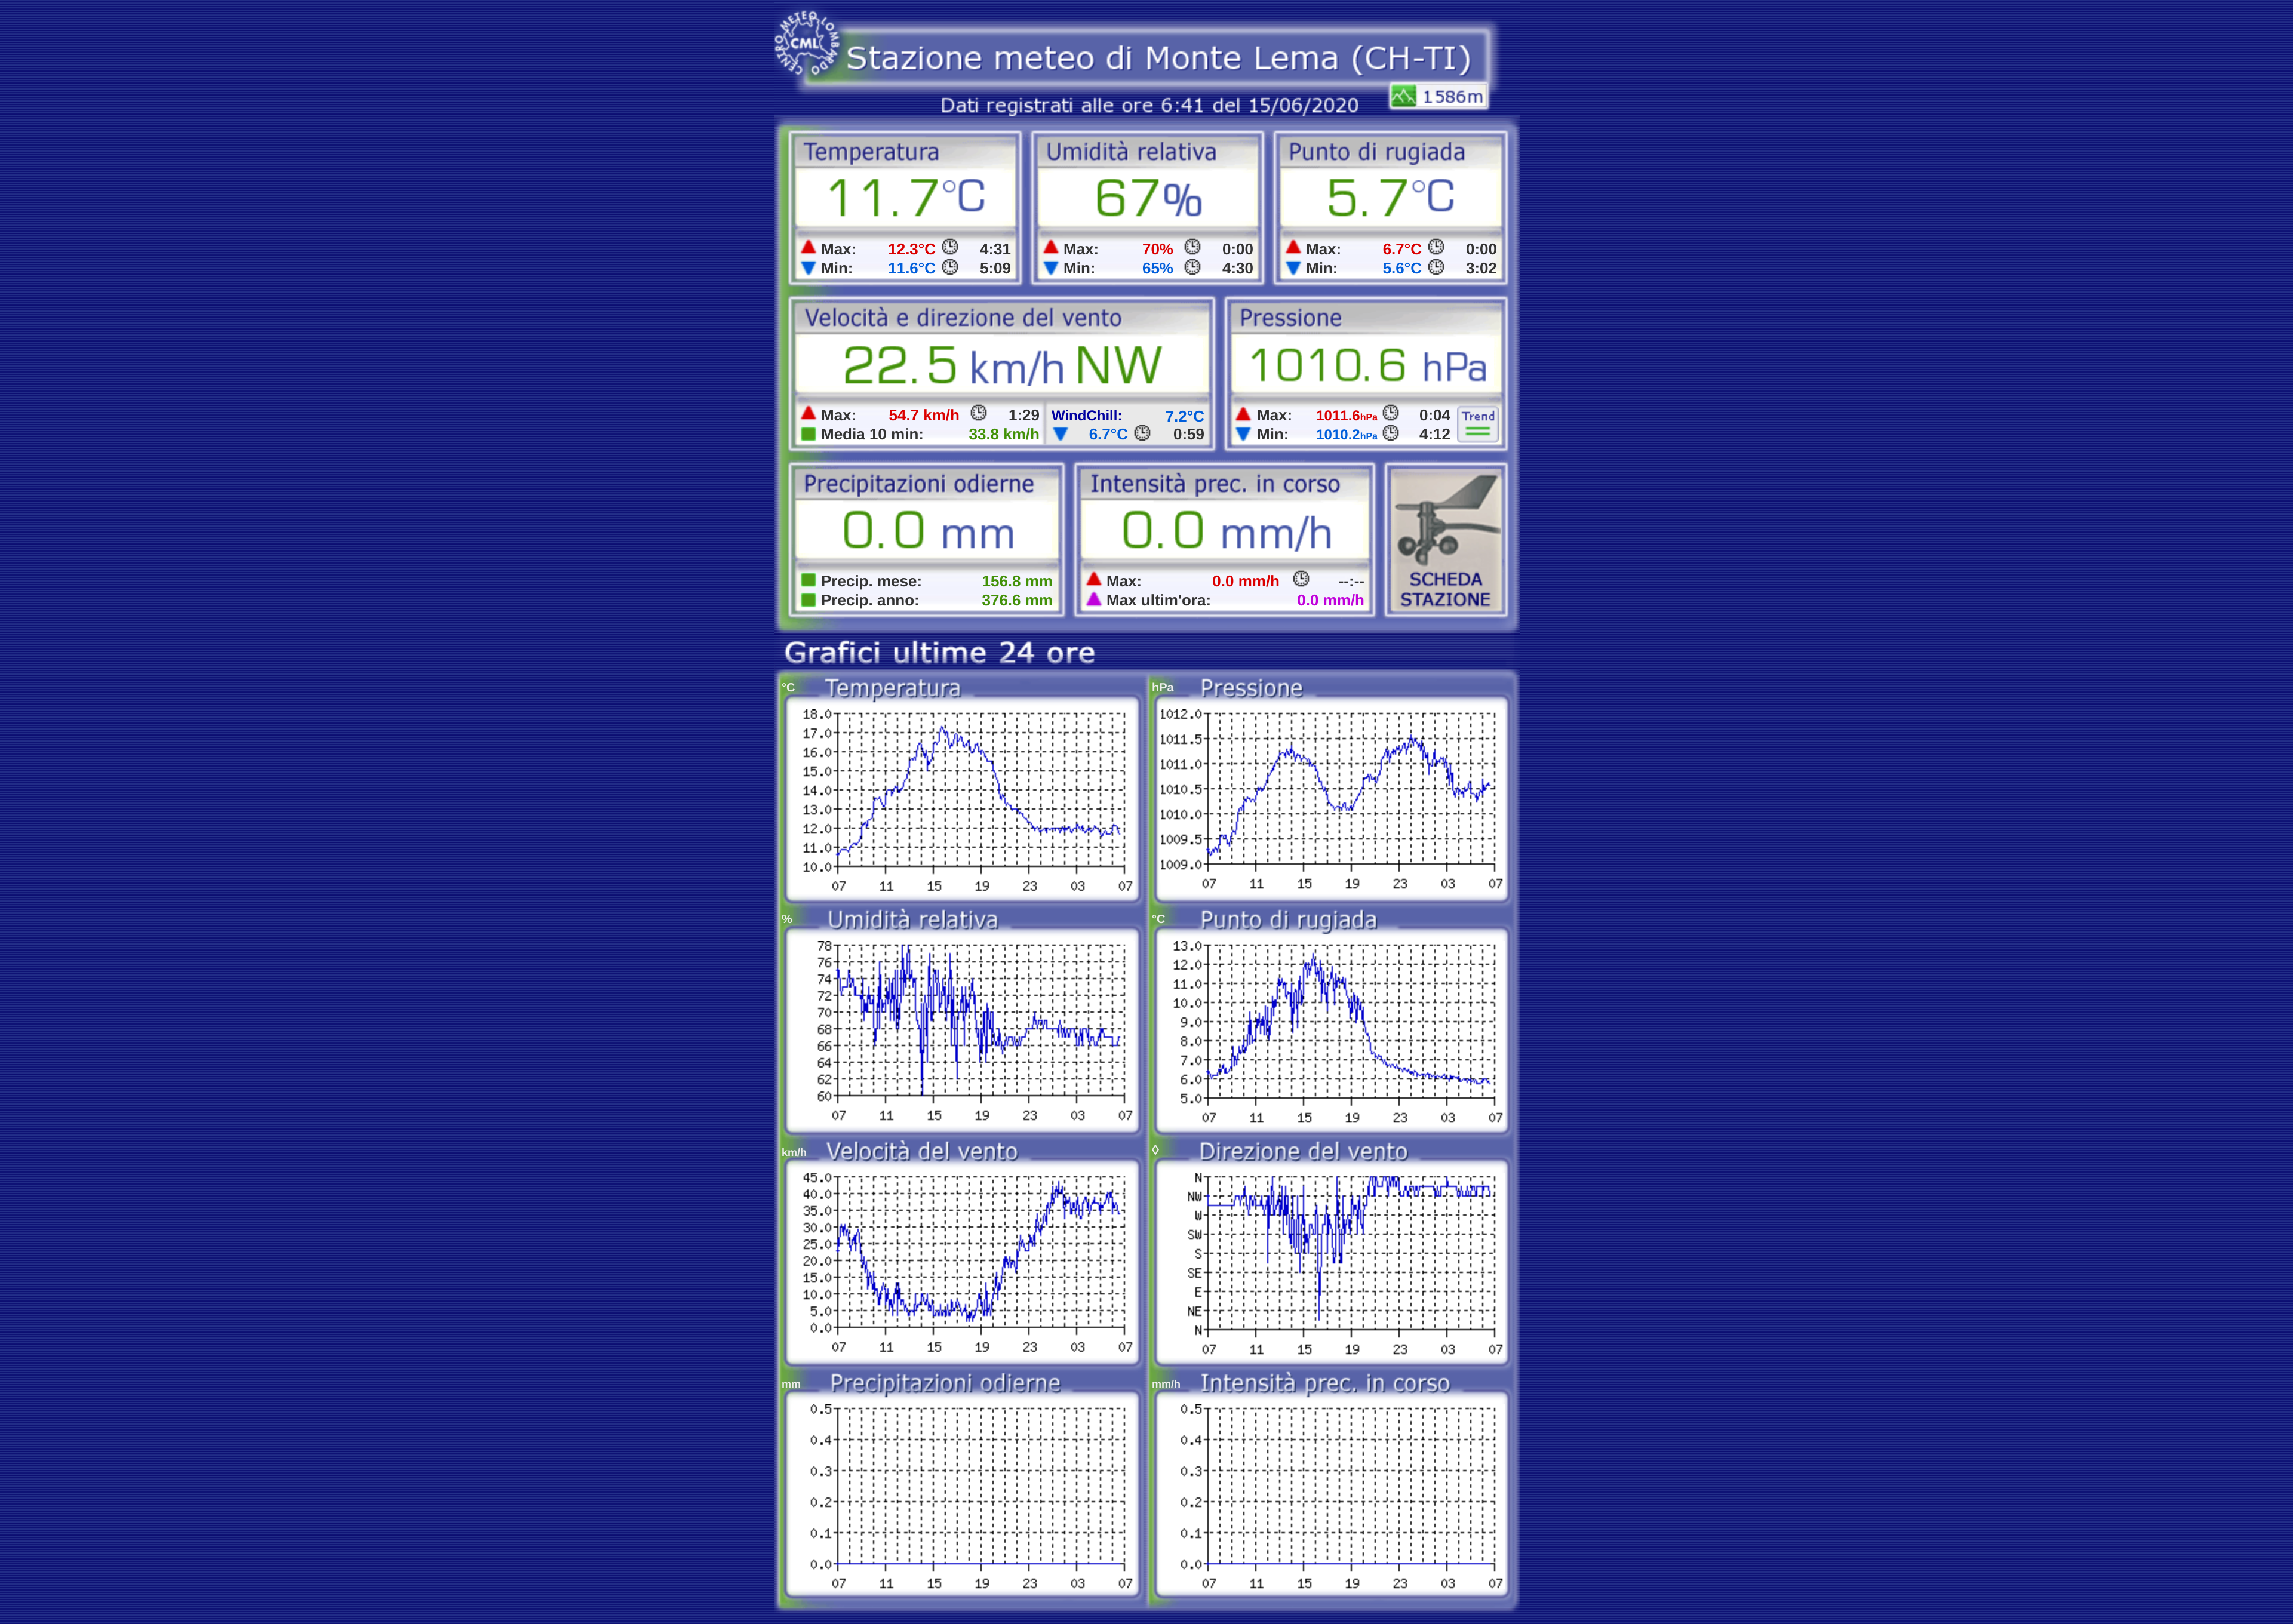 CENTRO METEO LOMBARDO
CML
Stazione meteo di Monte Lema (CH-TI)
1586m
Dati registrati alle ore 6:41 del 15/06/2020
Temperatura
11.7°C
Max: 12.3°C 4:31
Min: 11.6°C 5:09
Umidità relativa
67%
Max: 70% 0:00
Min: 65% 4:30
Punto di rugiada
5.7°C
Max: 6.7°C 0:00
Min: 5.6°C 3:02
Velocità e direzione del vento
22.5 km/h NW
Max: 54.7 km/h 1:29
Media 10 min: 33.8 km/h
WindChill: 7.2°C
6.7°C 0:59
Pressione
1010.6 hPa
Max: 1011.6hPa 0:04
Min: 1010.2hPa 4:12
Trend
Precipitazioni odierne
0.0 mm
Precip. mese: 156.8 mm
Precip. anno: 376.6 mm
Intensità prec. in corso
0.0 mm/h
Max: 0.0 mm/h --:--
Max ultim'ora: 0.0 mm/h
SCHEDA
STAZIONE
Grafici ultime 24 ore
°C Temperatura
18.0
17.0
16.0
15.0
14.0
13.0
12.0
11.0
10.0
07 11 15 19 23 03 07
hPa Pressione
1012.0
1011.5
1011.0
1010.5
1010.0
1009.5
1009.0
07 11 15 19 23 03 07
% Umidità relativa
78
76
74
72
70
68
66
64
62
60
07 11 15 19 23 03 07
°C Punto di rugiada
13.0
12.0
11.0
10.0
9.0
8.0
7.0
6.0
5.0
07 11 15 19 23 03 07
km/h Velocità del vento
45.0
40.0
35.0
30.0
25.0
20.0
15.0
10.0
5.0
0.0
07 11 15 19 23 03 07
◊ Direzione del vento
N
NW
W
SW
S
SE
E
NE
N
07 11 15 19 23 03 07
mm Precipitazioni odierne
0.5
0.4
0.3
0.2
0.1
0.0
07 11 15 19 23 03 07
mm/h Intensità prec. in corso
0.5
0.4
0.3
0.2
0.1
0.0
07 11 15 19 23 03 07